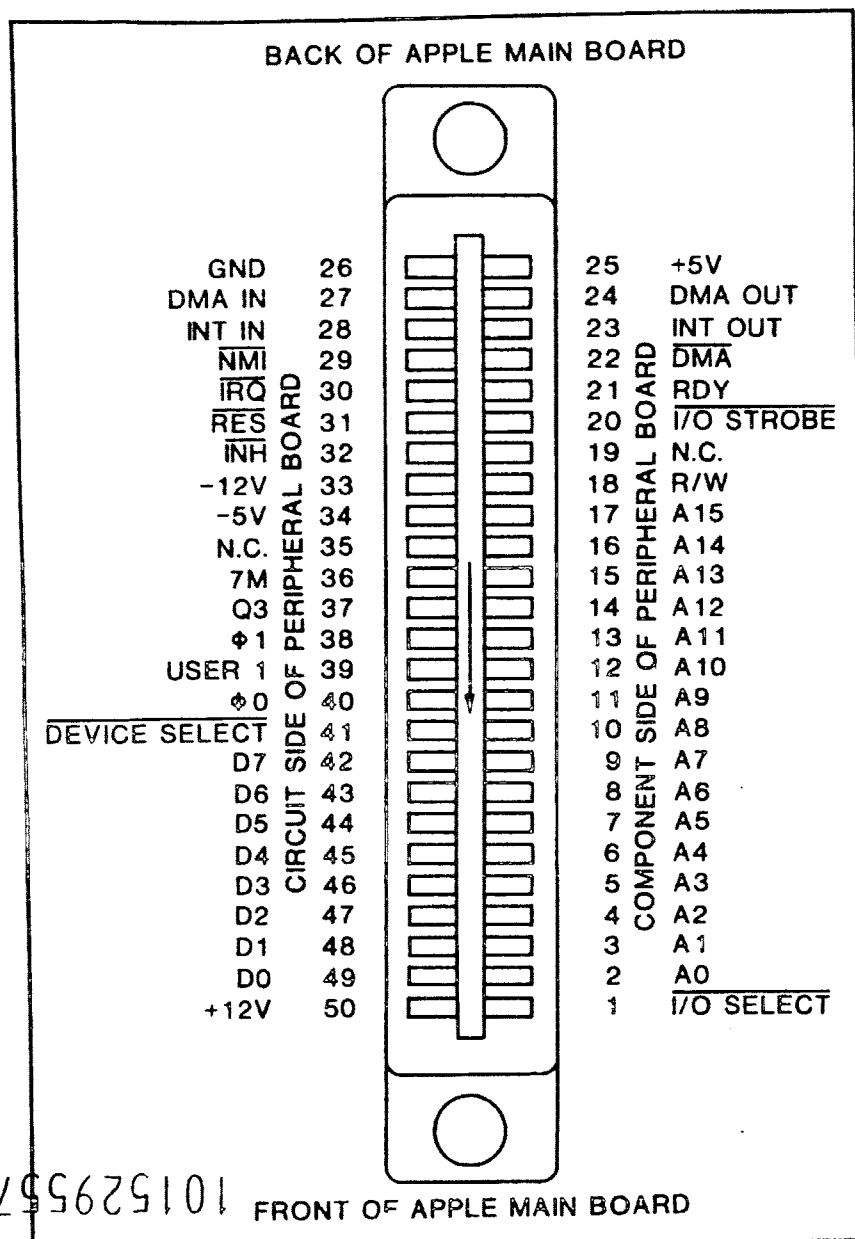 BACK OF APPLE MAIN BOARD
GND 26 25 +5V
DMA IN 27 24 DMA OUT
INT IN 28 23 INT OUT
NMI 29 22 DMA
IRQ 30 21 RDY
RES 31 20 I/O STROBE
INH 32 19 N.C.
-12V 33 18 R/W
-5V 34 17 A15
N.C. 35 16 A14
7M 36 15 A13
Q3 37 14 A12
Φ1 38 13 A11
USER 1 39 12 A10
Φ0 40 11 A9
DEVICE SELECT 41 10 A8
D7 42 9 A7
D6 43 8 A6
D5 44 7 A5
D4 45 6 A4
D3 46 5 A3
D2 47 4 A2
D1 48 3 A1
D0 49 2 A0
+12V 50 1 I/O SELECT
CIRCUIT SIDE OF PERIPHERAL BOARD
COMPONENT SIDE OF PERIPHERAL BOARD
FRONT OF APPLE MAIN BOARD